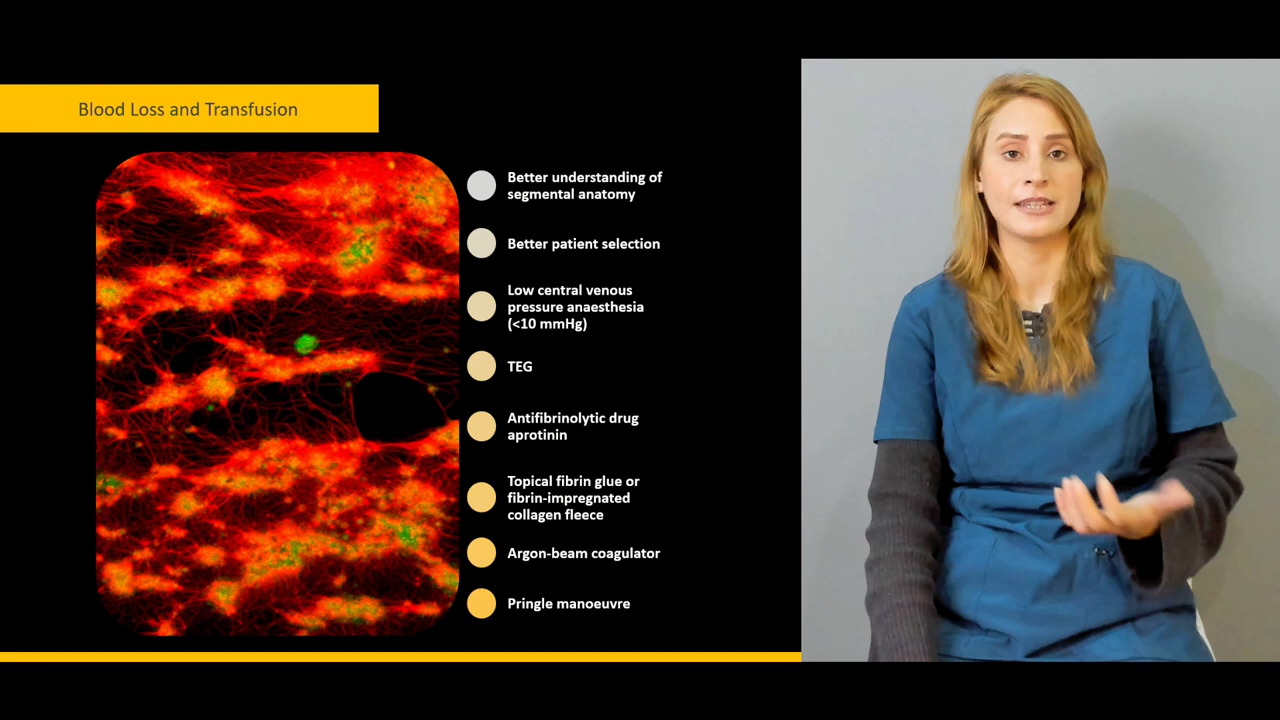 Blood Loss and Transfusion
Better understanding of
segmental anatomy
Better patient selection
Low central venous
pressure anaesthesia
(<10 mmHg)
TEG
Antifibrinolytic drug
aprotinin
Topical fibrin glue or
fibrin-impregnated
collagen fleece
Argon-beam coagulator
Pringle manoeuvre